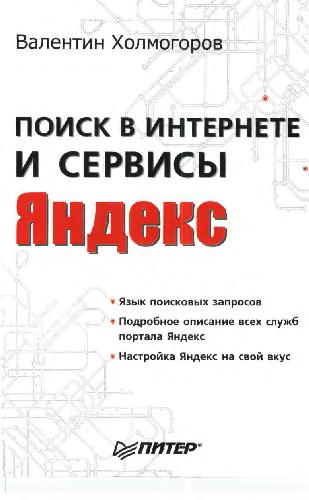 Валентин Холмогоров
ПОИСК В ИНТЕРНЕТЕ
И СЕРВИСЫ
Яндекс
* Язык поисковых запросов
* Подробное описание всех служб
портала Яндекс
* Настройка Яндекс на свой вкус
ПИТЕР®